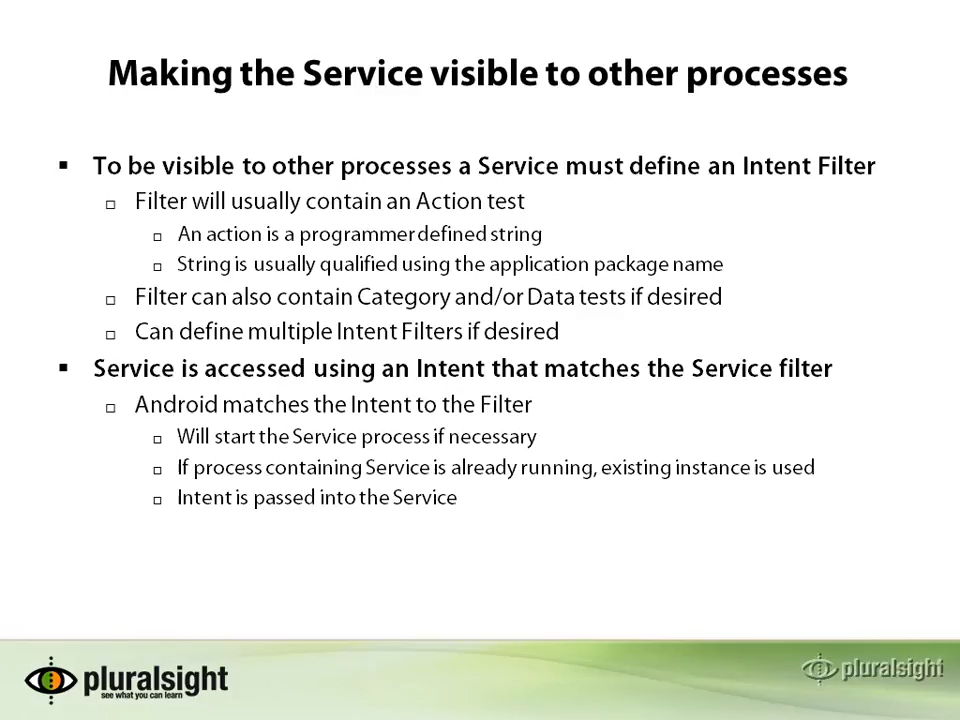 Making the Service visible to other processes
To be visible to other processes a Service must define an Intent Filter
Filter will usually contain an Action test
An action is a programmer defined string
String is usually qualified using the application package name
Filter can also contain Category and/or Data tests if desired
Can define multiple Intent Filters if desired
Service is accessed using an Intent that matches the Service filter
Android matches the Intent to the Filter
Will start the Service process if necessary
If process containing Service is already running, existing instance is used
Intent is passed into the Service
pluralsight
see what you can learn
pluralsight